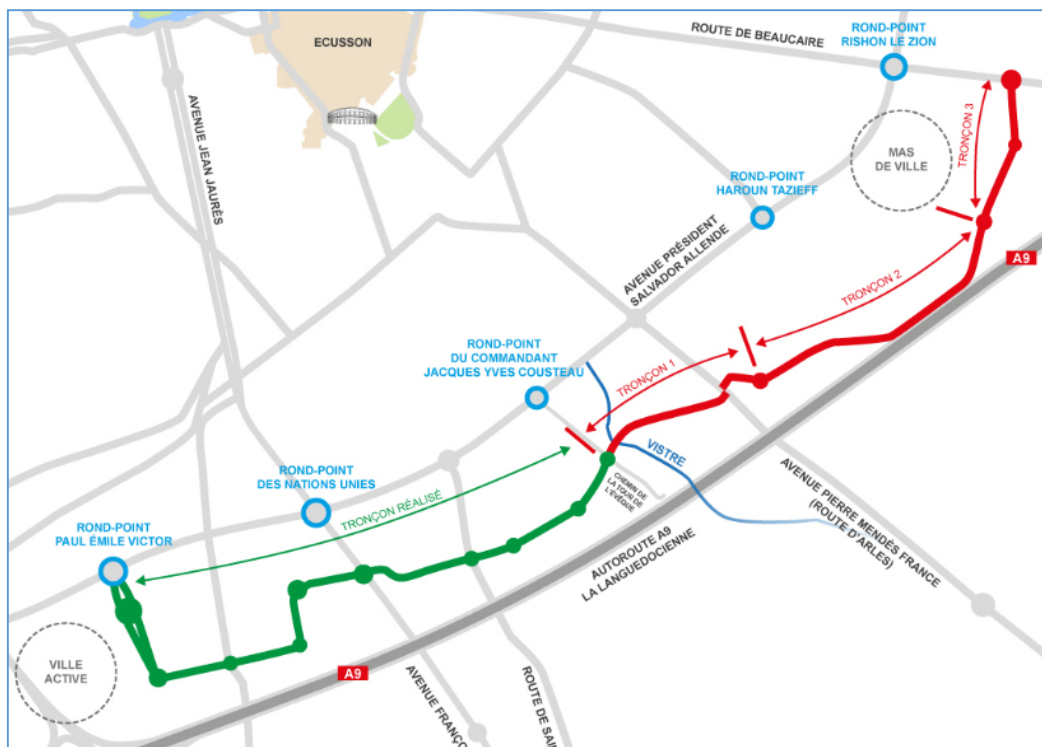 ROUTE DE BEAUCAIRE
ROND-POINT
RISHON LE ZION
ECUSSON
AVENUE JEAN JAURÈS
TRONÇON 3
MAS
DE VILLE
ROND-POINT
HAROUN TAZIEFF
AVENUE PRÉSIDENT
SALVADOR ALLENDE
A9
TRONÇON 2
ROND-POINT
DU COMMANDANT
JACQUES YVES COUSTEAU
TRONÇON 1
VISTRE
CHEMIN DE
LA TOUR DE
L'ÉVÊQUE
ROND-POINT
DES NATIONS UNIES
TRONÇON RÉALISÉ
ROND-POINT
PAUL ÉMILE VICTOR
AUTOROUTE A9
LA LANGUEDOCIENNE
AVENUE PIERRE MENDÈS FRANCE
(ROUTE D'ARLES)
VILLE
ACTIVE
A9
AVENUE FRANÇO
ROUTE DE SAI